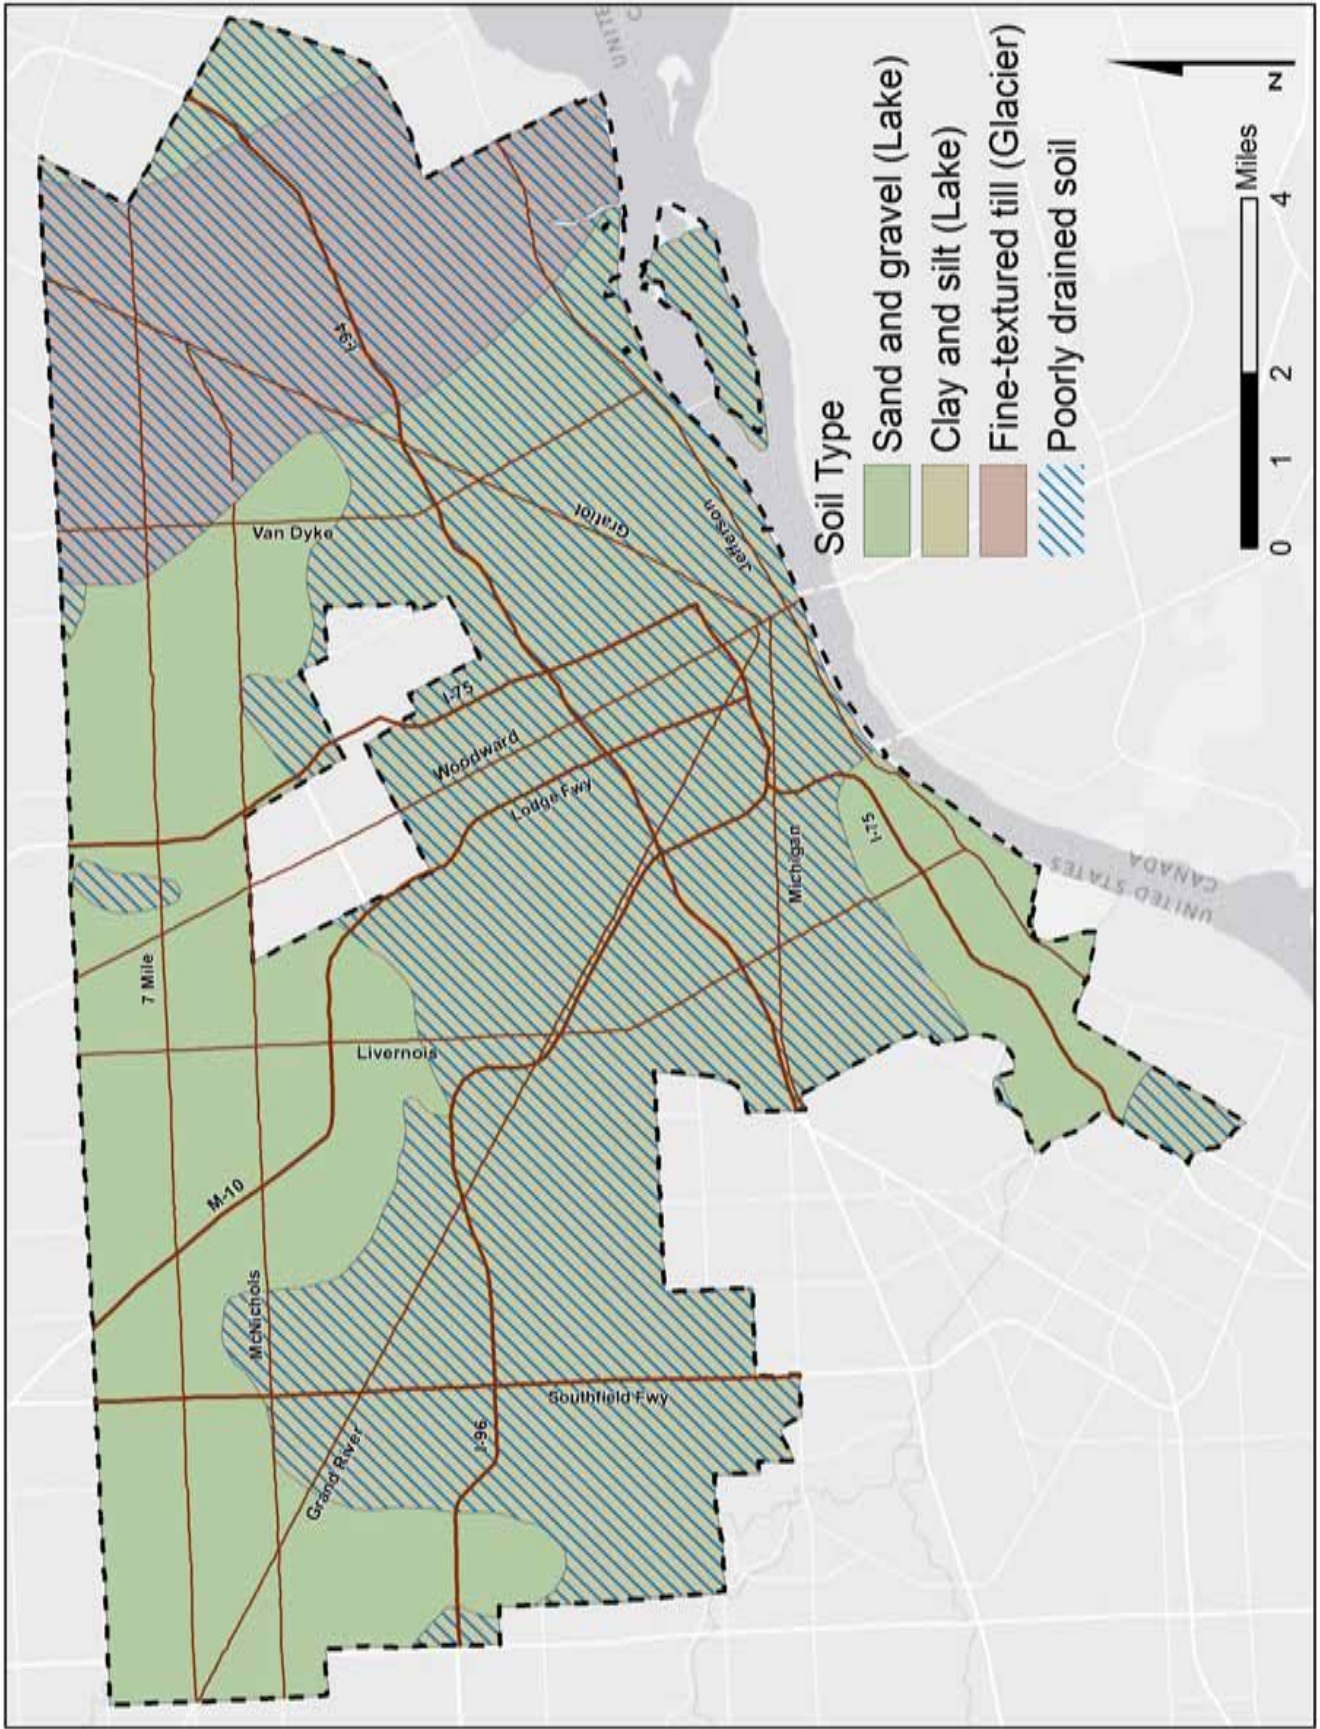 UNITE
C
I-94
Van Dyke
Gratiot
Jefferson
I-75
Woodward
Lodge Fwy
7 Mile
Livernois
Michigan
I-75
M-10
McNichols
Southfield Fwy
Grand River
I-96
UNITED STATES
CANADA
Soil Type
Sand and gravel (Lake)
Clay and silt (Lake)
Fine-textured till (Glacier)
Poorly drained soil
0 1 2 4
Miles
N